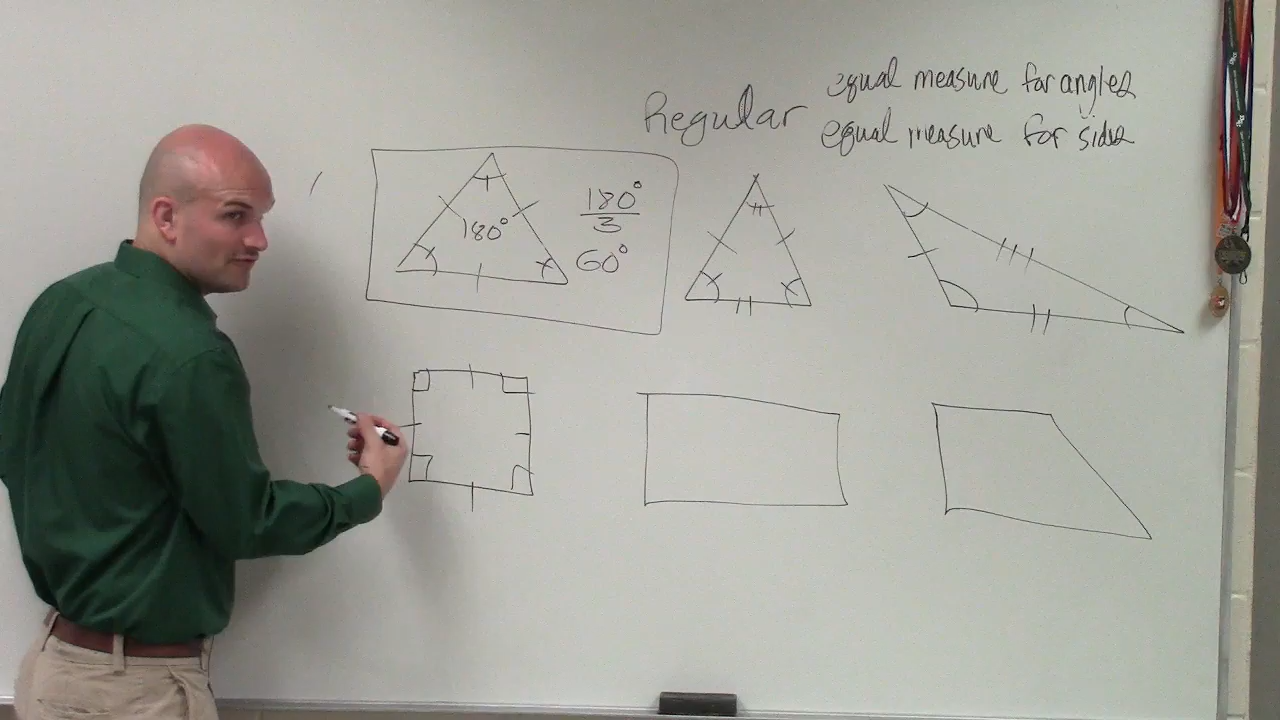 Regular
equal measure for angles
equal measure for sides
180°
180°
3
60°